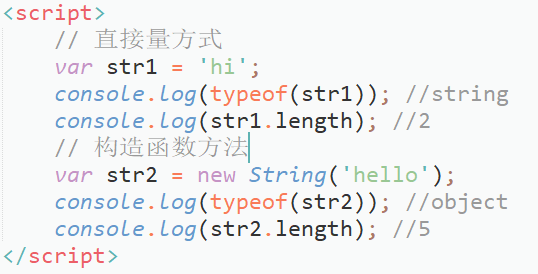 <script>
// 直接量方式
var str1 = 'hi';
console.log(typeof(str1)); //string
console.log(str1.length); //2
// 构造函数方法
var str2 = new String('hello');
console.log(typeof(str2)); //object
console.log(str2.length); //5
</script>